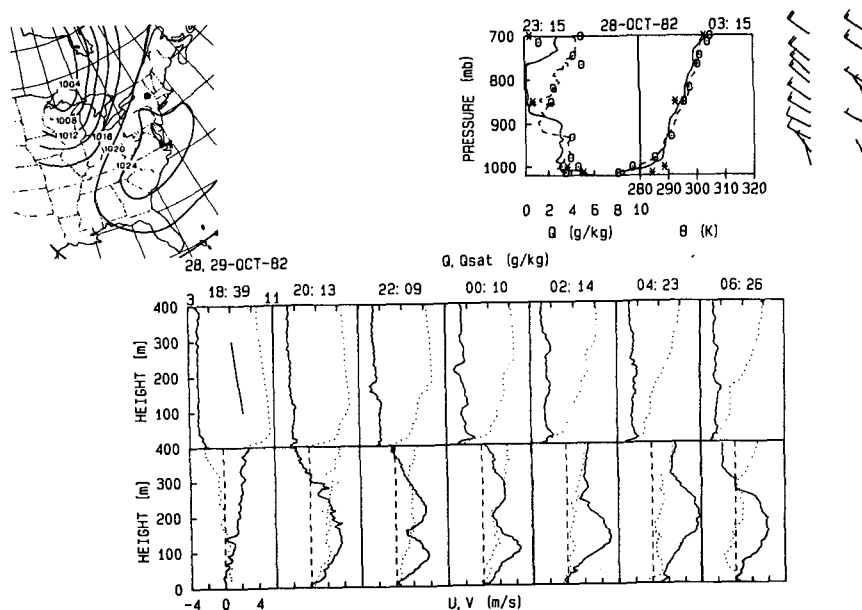 1004
1008
1012
1016
1020
1024
23:15 28-OCT-82 03:15
700
800
900
1000
PRESSURE (mb)
280 290 300 310 320
0 2 4 6 8 10
Q (g/kg) θ (K)
28,29-OCT-82 Q,Qsat (g/kg)
3 18:39 11 20:13 22:09 00:10 02:14 04:23 06:26
400
300
200
100
HEIGHT (m)
400
300
200
100
0
HEIGHT (m)
-4 0 4 U,V (m/s)